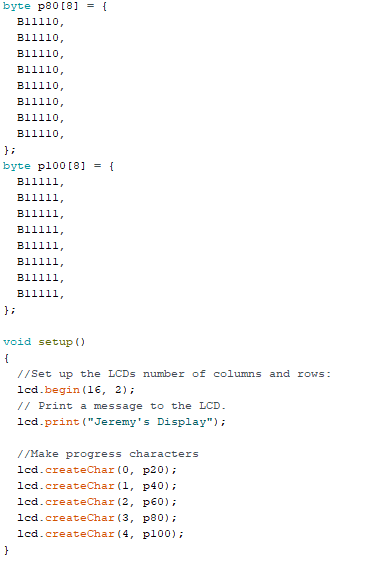 byte p80[8] = {
  B11110,
  B11110,
  B11110,
  B11110,
  B11110,
  B11110,
  B11110,
  B11110,
};
byte p100[8] = {
  B11111,
  B11111,
  B11111,
  B11111,
  B11111,
  B11111,
  B11111,
  B11111,
};

void setup()
{
  //Set up the LCDs number of columns and rows:
  lcd.begin(16, 2);
  // Print a message to the LCD.
  lcd.print("Jeremy's Display");

  //Make progress characters
  lcd.createChar(0, p20);
  lcd.createChar(1, p40);
  lcd.createChar(2, p60);
  lcd.createChar(3, p80);
  lcd.createChar(4, p100);
}